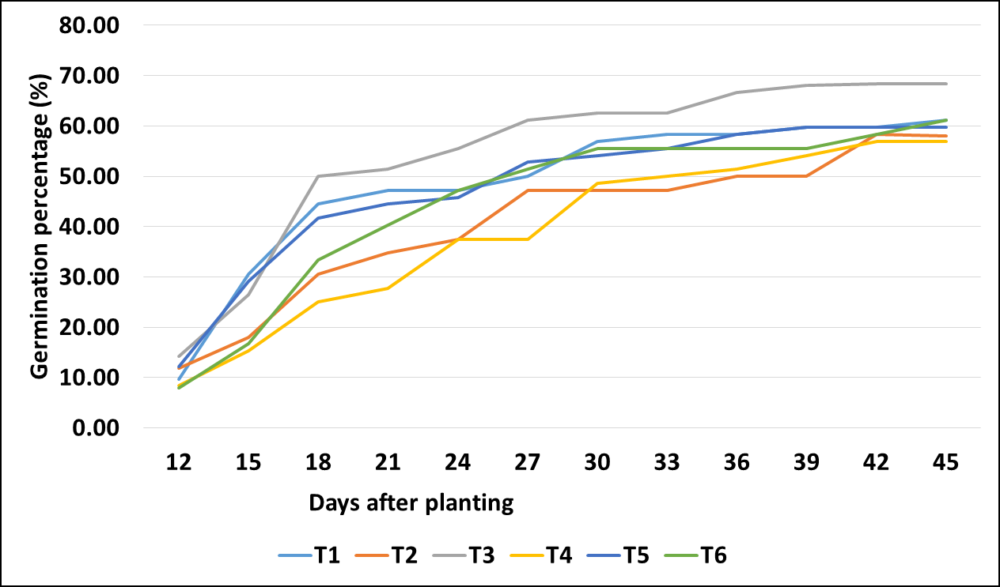 80.00
70.00
60.00
50.00
40.00
30.00
20.00
10.00
0.00
Germination percentage (%)
12 15 18 21 24 27 30 33 36 39 42 45
Days after planting
T1 T2 T3 T4 T5 T6